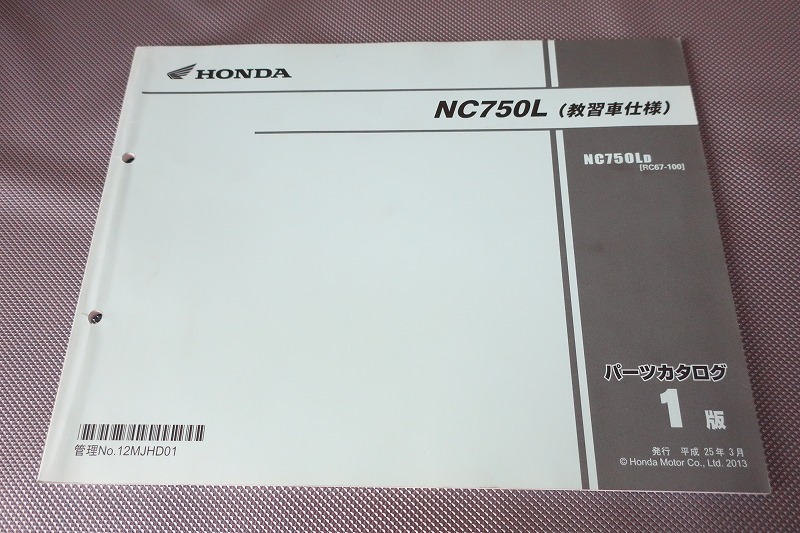 HONDA
NC750L (教習車仕様)
NC750LD
[RC67-100]
パーツカタログ
1版
発行 平成 25年 3月
© Honda Motor Co., Ltd. 2013
管理No.12MJHD01